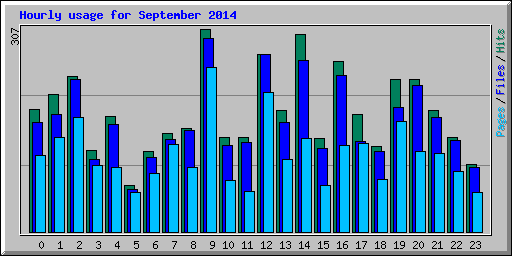 Hourly usage for September 2014
307
Pages/Files/Hits
0 1 2 3 4 5 6 7 8 9 10 11 12 13 14 15 16 17 18 19 20 21 22 23